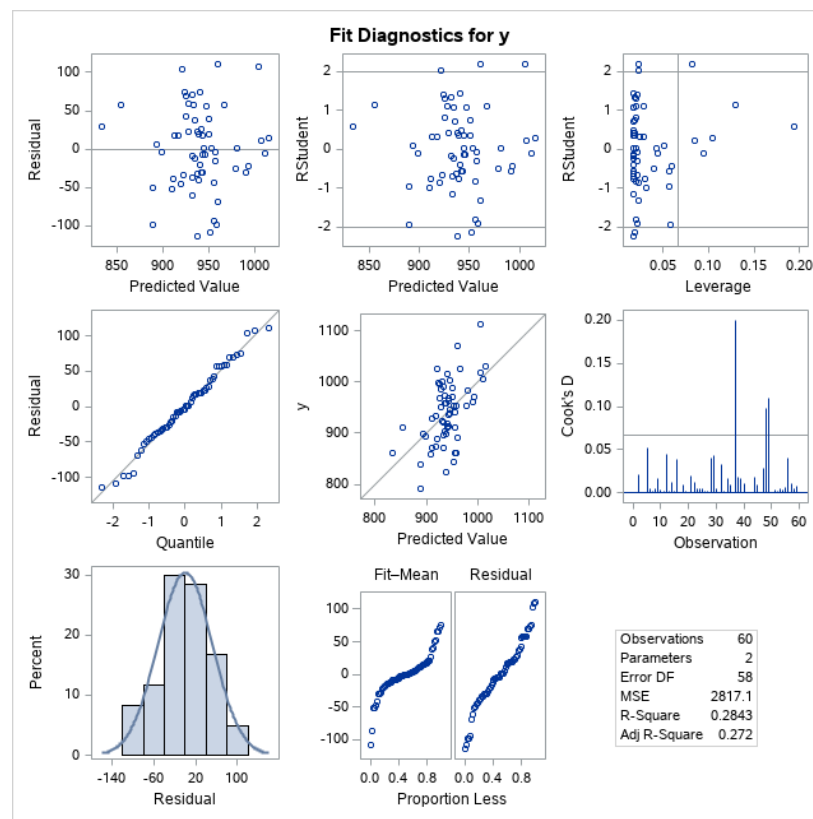 Fit Diagnostics for y
Residual
100
50
0
-50
-100
850 900 950 1000
Predicted Value
RStudent
2
1
0
-1
-2
850 900 950 1000
Predicted Value
RStudent
2
1
0
-1
-2
0.05 0.10 0.15 0.20
Leverage
Residual
100
50
0
-50
-100
-2 -1 0 1 2
Quantile
y
1100
1000
900
800
800 900 1000 1100
Predicted Value
Cook's D
0.20
0.15
0.10
0.05
0.00
0 10 20 30 40 50 60
Observation
Percent
30
20
10
0
-140 -60 20 100
Residual
Fit–Mean Residual
100
50
0
-50
-100
0.0 0.4 0.8 0.0 0.4 0.8
Proportion Less
Observations 60
Parameters 2
Error DF 58
MSE 2817.1
R-Square 0.2843
Adj R-Square 0.272